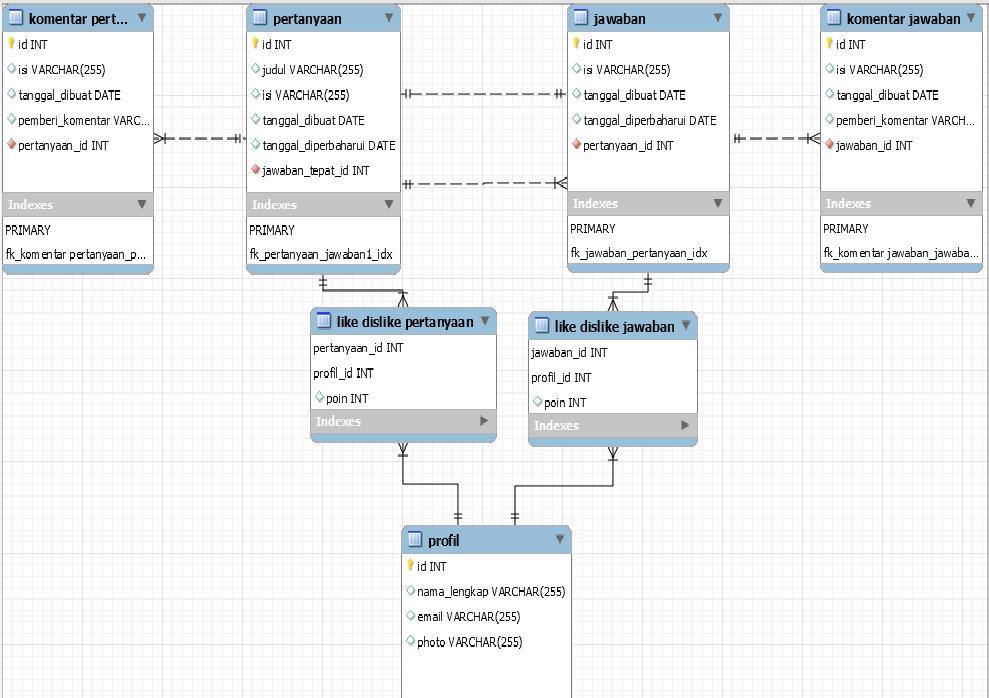 komentar pert...
id INT
isi VARCHAR(255)
tanggal_dibuat DATE
pemberi_komentar VARC...
pertanyaan_id INT
Indexes
PRIMARY
fk_komentar pertanyaan_p...
pertanyaan
id INT
judul VARCHAR(255)
isi VARCHAR(255)
tanggal_dibuat DATE
tanggal_diperbaharui DATE
jawaban_tepat_id INT
Indexes
PRIMARY
fk_pertanyaan_jawaban1_idx
jawaban
id INT
isi VARCHAR(255)
tanggal_dibuat DATE
tanggal_diperbaharui DATE
pertanyaan_id INT
Indexes
PRIMARY
fk_jawaban_pertanyaan_idx
komentar jawaban
id INT
isi VARCHAR(255)
tanggal_dibuat DATE
pemberi_komentar VARCH...
jawaban_id INT
Indexes
PRIMARY
fk_komentar jawaban_jawaba...
like dislike pertanyaan
pertanyaan_id INT
profil_id INT
poin INT
Indexes
like dislike jawaban
jawaban_id INT
profil_id INT
poin INT
Indexes
profil
id INT
nama_lengkap VARCHAR(255)
email VARCHAR(255)
photo VARCHAR(255)